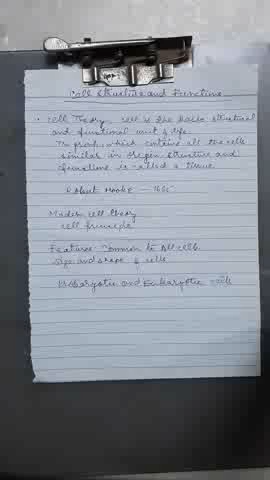 Cell Structure and Functions
• Cell Theory - cell is the basic structural
and functional unit of life.
The group which contains all the cells
similar in origin, structure and
functions is called a tissue.
Robert Hooke - 1665
Modern cell theory
cell principle
Features Common to All cells
size and shape of cells
Prokaryotic and Eukaryotic cells